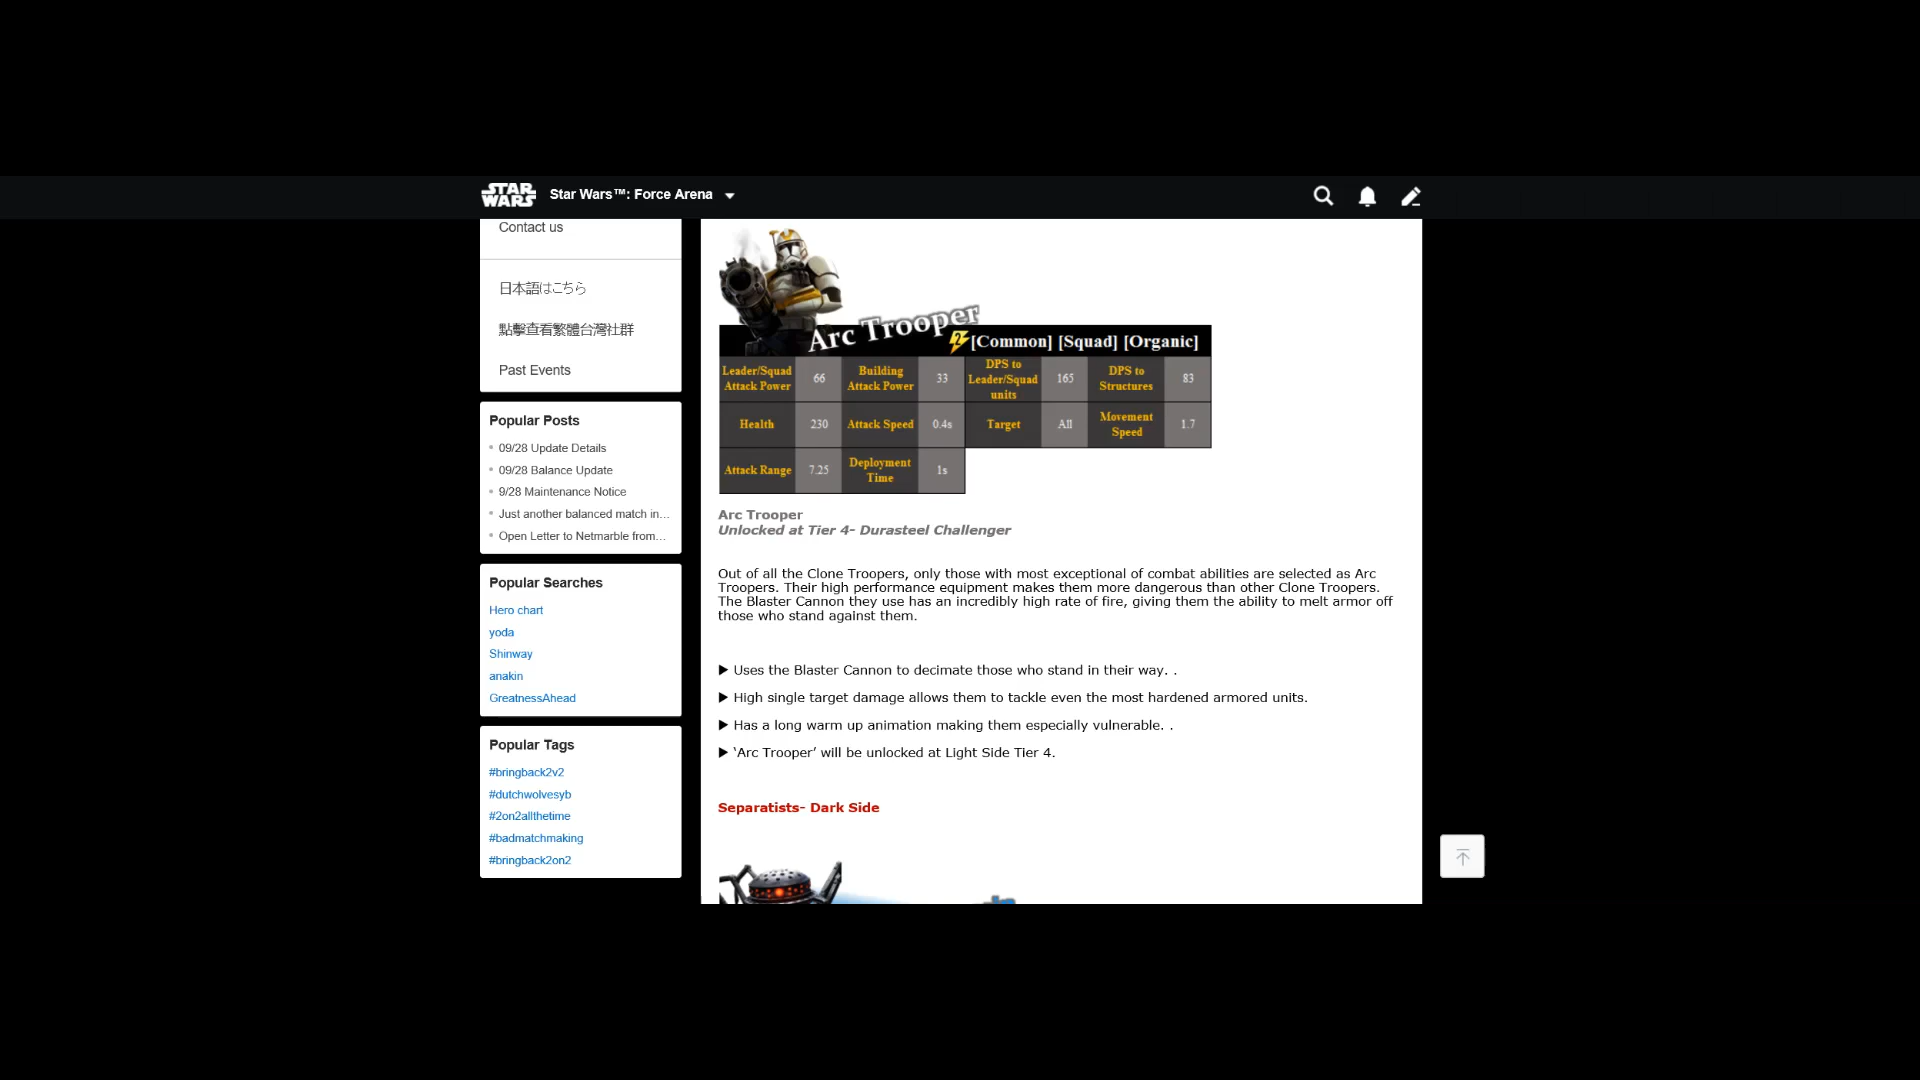 STAR WARS
Star Wars™: Force Arena
Contact us
日本語はこちら
點擊查看繁體台灣社群
Past Events
Popular Posts
09/28 Update Details
09/28 Balance Update
9/28 Maintenance Notice
Just another balanced match in...
Open Letter to Netmarble from...
Popular Searches
Hero chart
yoda
Shinway
anakin
GreatnessAhead
Popular Tags
#bringback2v2
#dutchwolvesyb
#2on2allthetime
#badmatchmaking
#bringback2on2
Arc Trooper
2 [Common] [Squad] [Organic]
Leader/Squad Attack Power 66 Building Attack Power 33 DPS to Leader/Squad units 165 DPS to Structures 83
Health 230 Attack Speed 0.4s Target All Movement Speed 1.7
Attack Range 7.25 Deployment Time 1s
Arc Trooper
Unlocked at Tier 4- Durasteel Challenger
Out of all the Clone Troopers, only those with most exceptional of combat abilities are selected as Arc
Troopers. Their high performance equipment makes them more dangerous than other Clone Troopers.
The Blaster Cannon they use has an incredibly high rate of fire, giving them the ability to melt armor off
those who stand against them.
▶ Uses the Blaster Cannon to decimate those who stand in their way. .
▶ High single target damage allows them to tackle even the most hardened armored units.
▶ Has a long warm up animation making them especially vulnerable. .
▶ ‘Arc Trooper’ will be unlocked at Light Side Tier 4.
Separatists- Dark Side